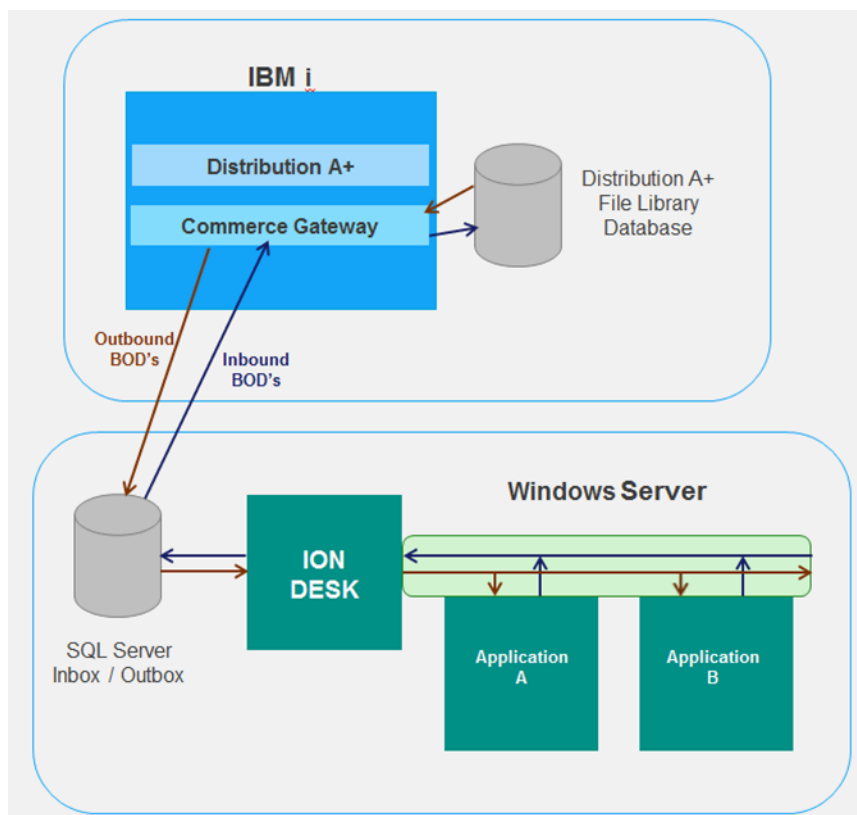 IBM i
Distribution A+
Commerce Gateway
Distribution A+
File Library
Database
Outbound
BOD's
Inbound
BOD's
Windows Server
ION
DESK
SQL Server
Inbox / Outbox
Application
A
Application
B